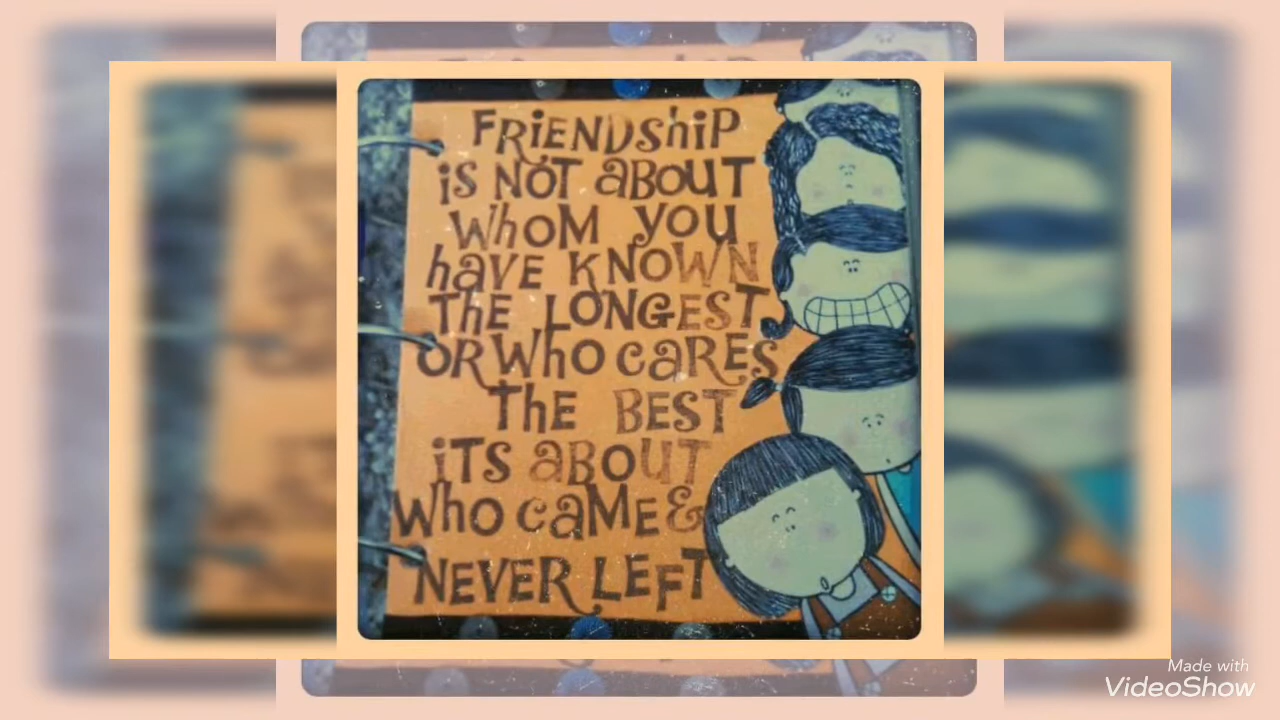 FRiENDshiP
iS NOT aBOUT
WhOM YOU
haVE KNOWN
THE LONGEST
OR WhO CaRES
THE BEST
iTS aBOUT
WhO CaME &
NEVER LEFT
Made with
VideoShow